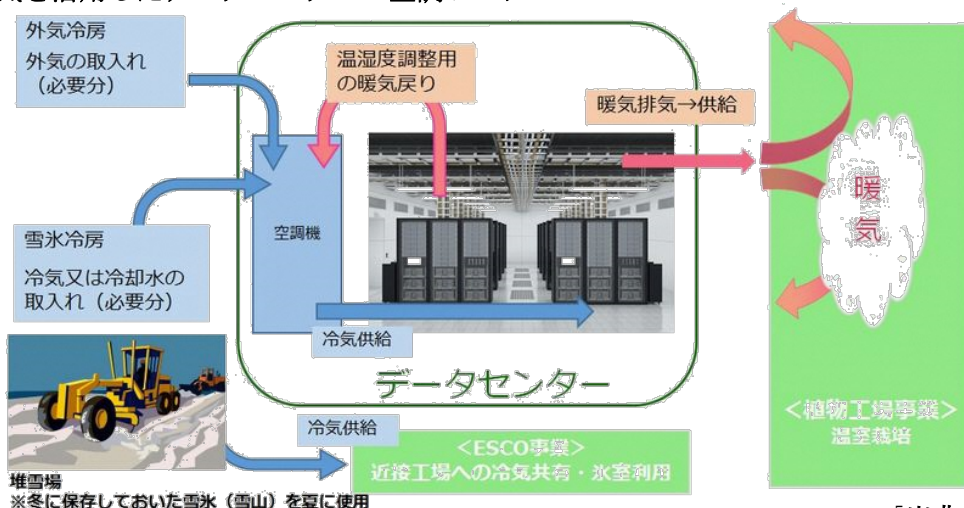 外気冷房
外気の取入れ
（必要分）
温湿度調整用
の暖気戻り
暖気排気→供給
暖
気
空調機
雪氷冷房
冷気又は冷却水の
取入れ（必要分）
冷気供給
データセンター
＜植物工場事業＞
温室栽培
冷気供給
＜ESCO事業＞
近接工場への冷気共有・氷室利用
堆雪場
※冬に保存しておいた雪氷（雪山）を夏に使用